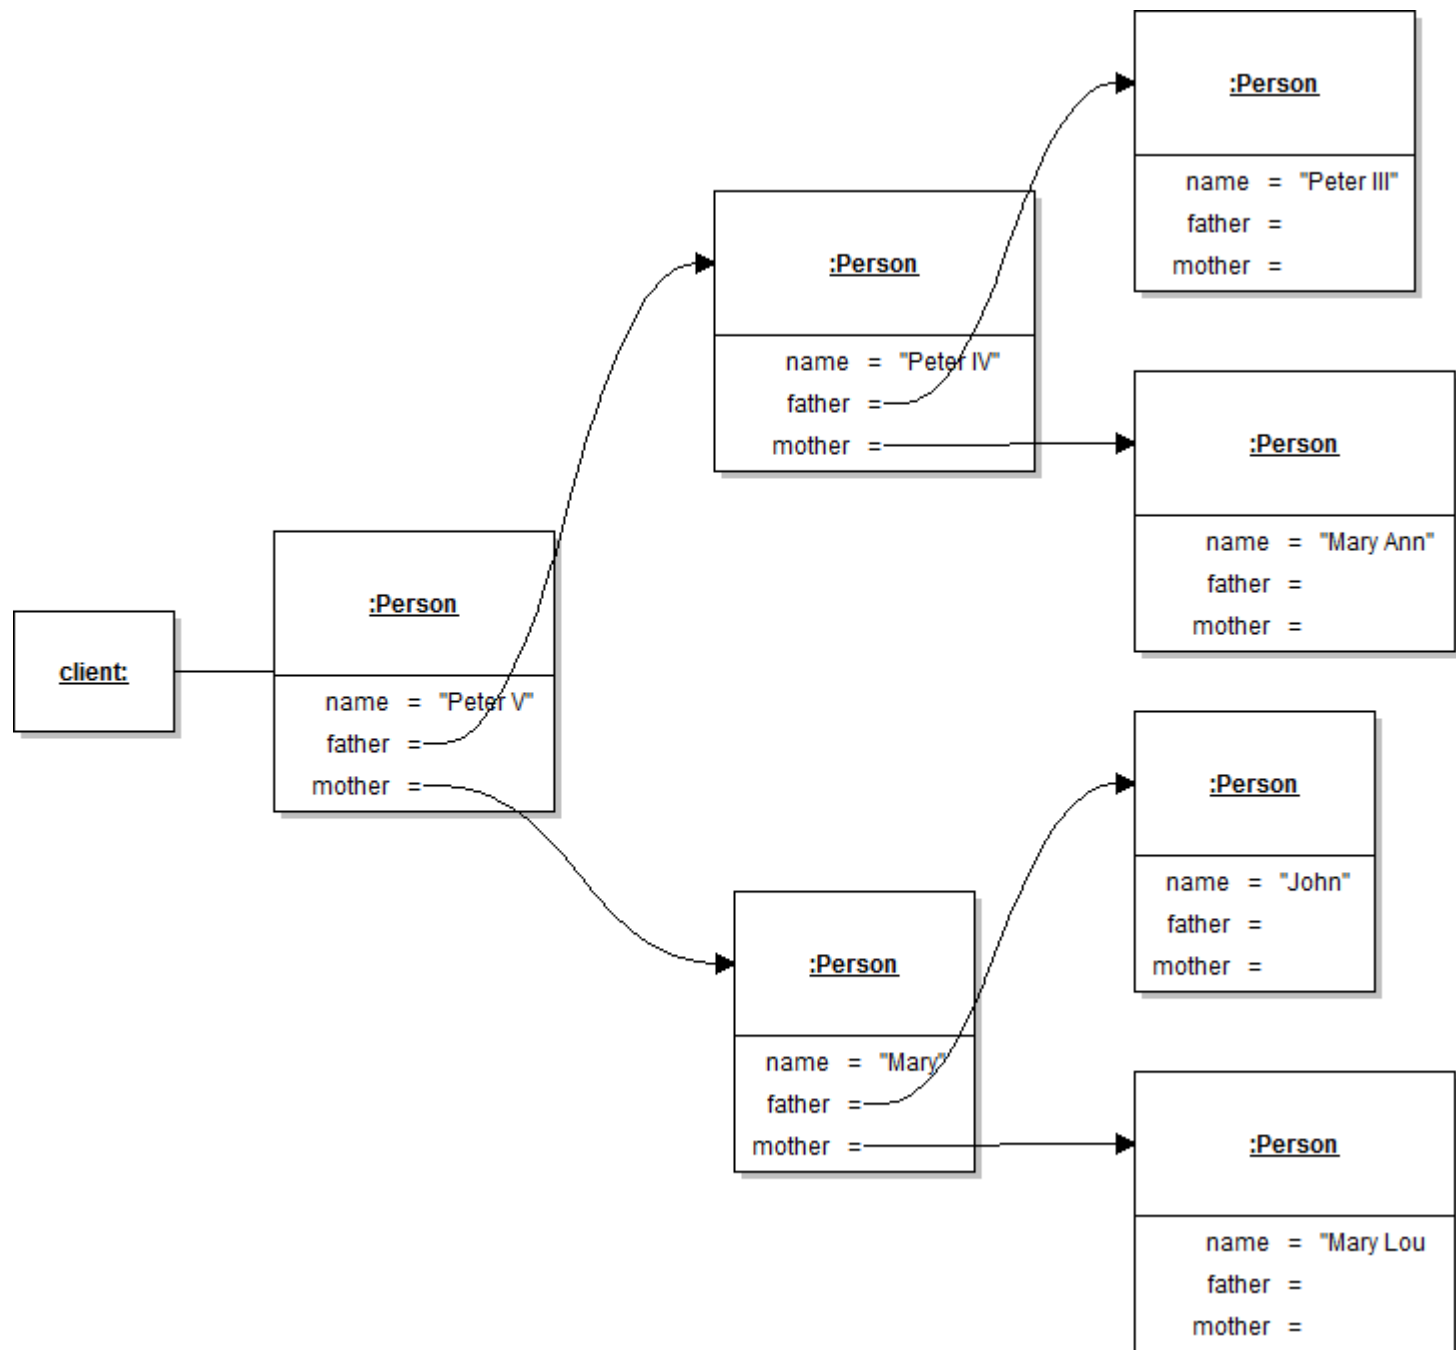 :Person
name = "Peter III"
father =
mother =
:Person
name = "Peter IV"
father =
mother =
:Person
name = "Mary Ann"
father =
mother =
:Person
name = "Peter V"
father =
mother =
client:
:Person
name = "John"
father =
mother =
:Person
name = "Mary"
father =
mother =
:Person
name = "Mary Lou
father =
mother =